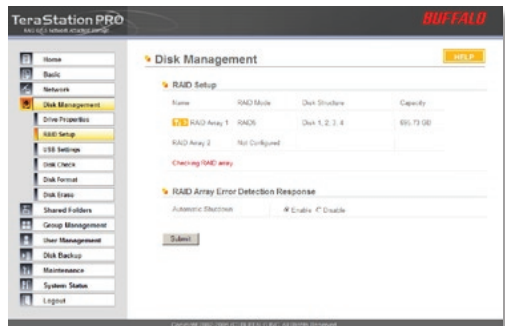 TeraStation PRO
BUFFALO
Home
Basic
Network
Disk Management
Drive Properties
RAID Setup
USB Settings
Disk Check
Disk Format
Disk Erase
Shared Folders
Group Management
User Management
Disk Backup
Maintenance
System Status
Logout
Disk Management
HELP
RAID Setup
Name RAID Mode Disk Structure Capacity
RAID Array 1 RAID5 Disk 1, 2, 3, 4 GB
RAID Array 2 Not Configured
Checking RAID array
RAID Array Error Detection Response
Automatic Shutdown Enable Disable
Submit